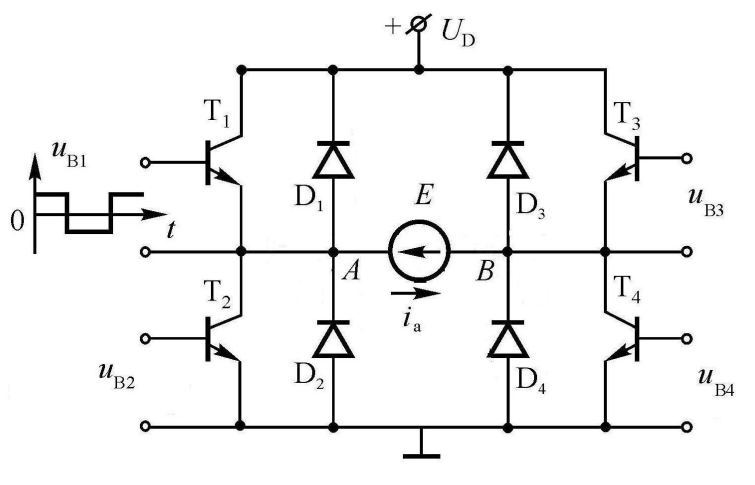 + U_D
T_1
T_3
u_B1
D_1
E
D_3
u_B3
0
t
A
B
T_2
T_4
i_a
u_B2
D_2
D_4
u_B4